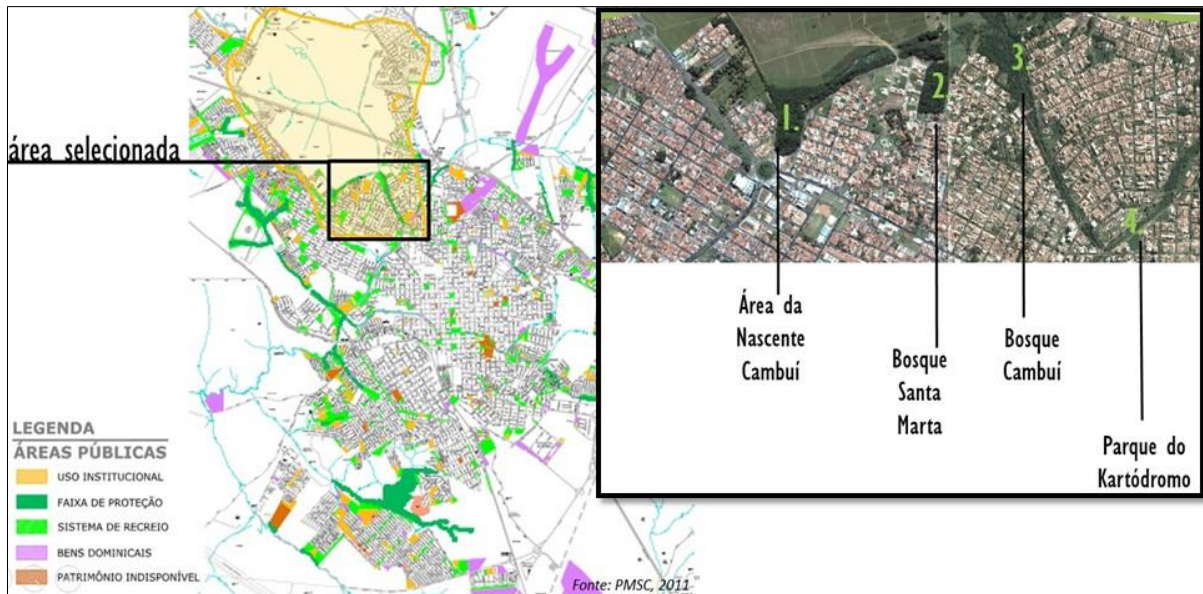 área selecionada
LEGENDA
ÁREAS PÚBLICAS
USO INSTITUCIONAL
FAIXA DE PROTEÇÃO
SISTEMA DE RECREIO
BENS DOMINICAIS
PATRIMÔNIO INDISPONÍVEL
Fonte: PMSC, 2011
1.
2
3.
4
Área da
Nascente
Cambuí
Bosque
Santa
Marta
Bosque
Cambuí
Parque do
Kartódromo